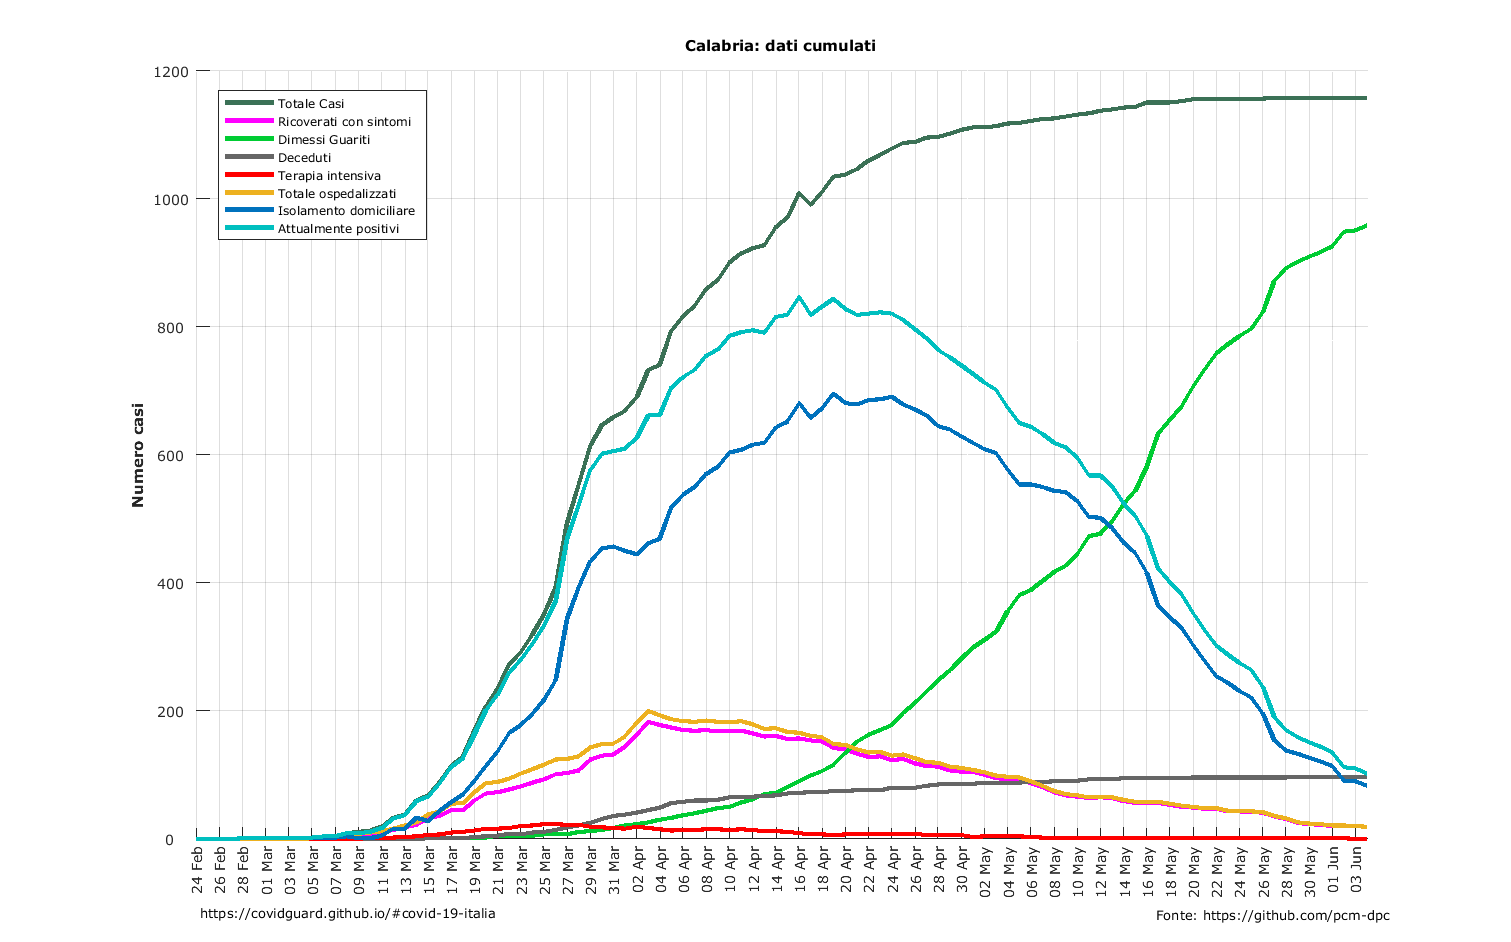 Calabria: dati cumulati
Numero casi
1200
1000
800
600
400
200
0
Totale Casi
Ricoverati con sintomi
Dimessi Guariti
Deceduti
Terapia intensiva
Totale ospedalizzati
Isolamento domiciliare
Attualmente positivi
24 Feb
26 Feb
28 Feb
01 Mar
03 Mar
05 Mar
07 Mar
09 Mar
11 Mar
13 Mar
15 Mar
17 Mar
19 Mar
21 Mar
23 Mar
25 Mar
27 Mar
29 Mar
31 Mar
02 Apr
04 Apr
06 Apr
08 Apr
10 Apr
12 Apr
14 Apr
16 Apr
18 Apr
20 Apr
22 Apr
24 Apr
26 Apr
28 Apr
30 Apr
02 May
04 May
06 May
08 May
10 May
12 May
14 May
16 May
18 May
20 May
22 May
24 May
26 May
28 May
30 May
01 Jun
03 Jun
https://covidguard.github.io/#covid-19-italia
Fonte: https://github.com/pcm-dpc